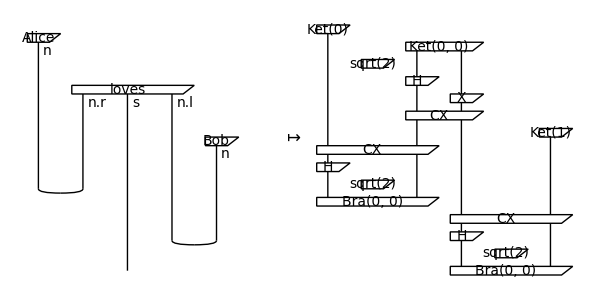 Alice
n
loves
n.r s n.l
Bob
n
↦
Ket(0)
Ket(0, 0)
sqrt(2)
H
X
CX
Ket(1)
CX
H
sqrt(2)
Bra(0, 0)
CX
H
sqrt(2)
Bra(0, 0)